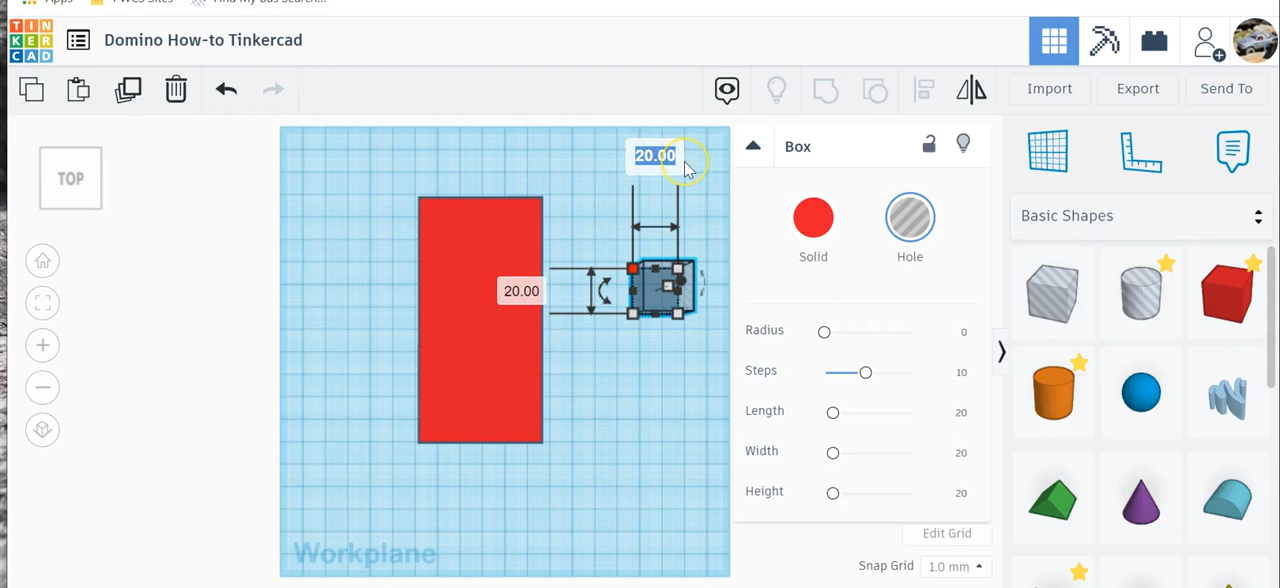 Apps PWCS Sites Find My Bus Search...
TIN
KER
CAD
Domino How-to Tinkercad
Import Export Send To
TOP
20.00
20.00
Workplane
Box
Solid Hole
Radius 0
Steps 10
Length 20
Width 20
Height 20
Edit Grid
Snap Grid 1.0 mm
Basic Shapes